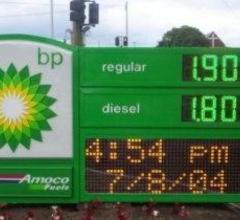 bp
regular 1.90
diesel 1.80
4:54 pm
7/8/04
Amoco
Fuels